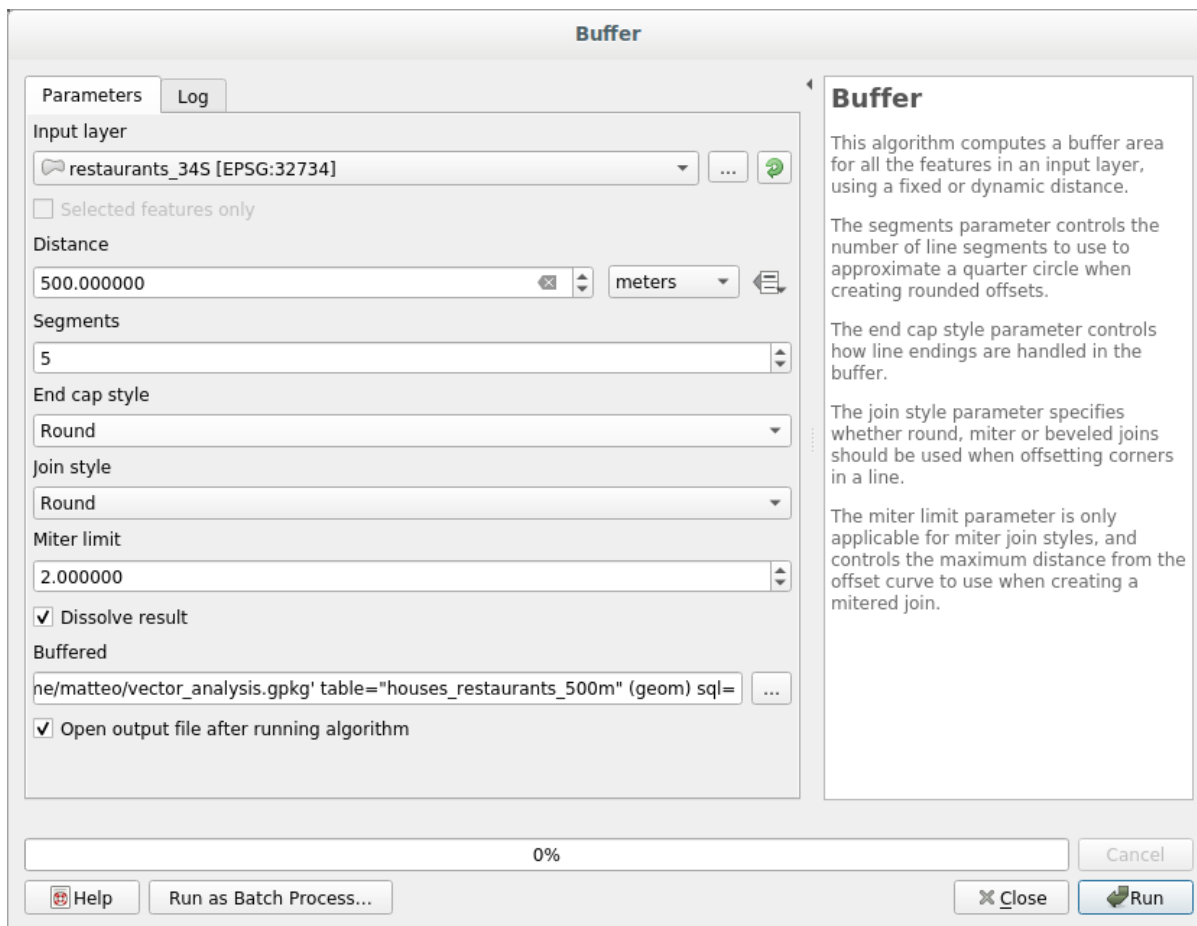 Buffer
Parameters
Log
Input layer
restaurants_34S [EPSG:32734]
...
Selected features only
Distance
500.000000
meters
Segments
5
End cap style
Round
Join style
Round
Miter limit
2.000000
Dissolve result
Buffered
ne/matteo/vector_analysis.gpkg' table="houses_restaurants_500m" (geom) sql=
...
Open output file after running algorithm
Buffer
This algorithm computes a buffer area
for all the features in an input layer,
using a fixed or dynamic distance.
The segments parameter controls the
number of line segments to use to
approximate a quarter circle when
creating rounded offsets.
The end cap style parameter controls
how line endings are handled in the
buffer.
The join style parameter specifies
whether round, miter or beveled joins
should be used when offsetting corners
in a line.
The miter limit parameter is only
applicable for miter join styles, and
controls the maximum distance from the
offset curve to use when creating a
mitered join.
0%
Cancel
Help
Run as Batch Process...
Close
Run